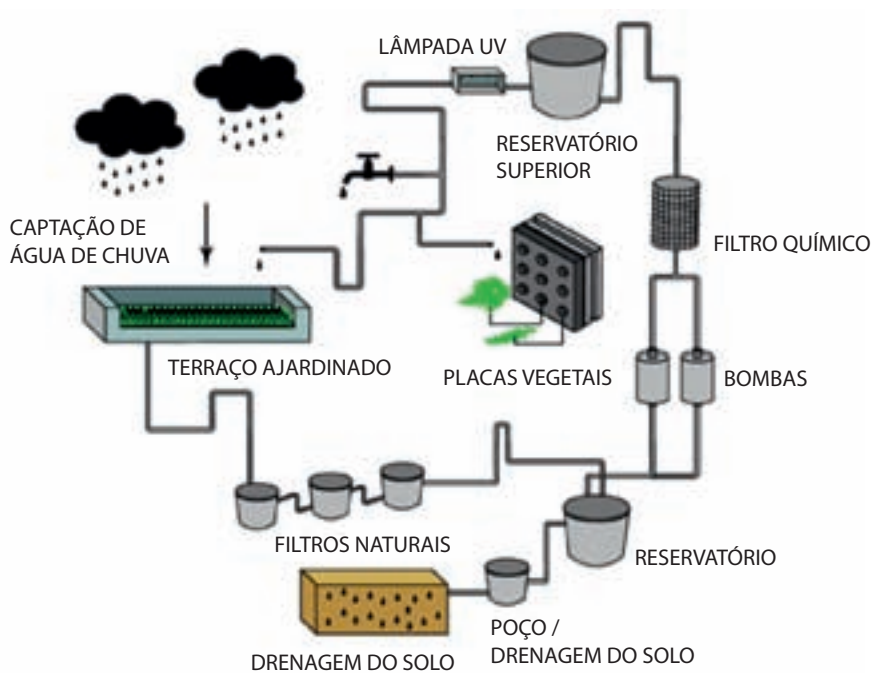 LÂMPADA UV
RESERVATÓRIO
SUPERIOR
CAPTAÇÃO DE
ÁGUA DE CHUVA
FILTRO QUÍMICO
TERRAÇO AJARDINADO
PLACAS VEGETAIS
BOMBAS
FILTROS NATURAIS
RESERVATÓRIO
POÇO /
DRENAGEM DO SOLO
DRENAGEM DO SOLO